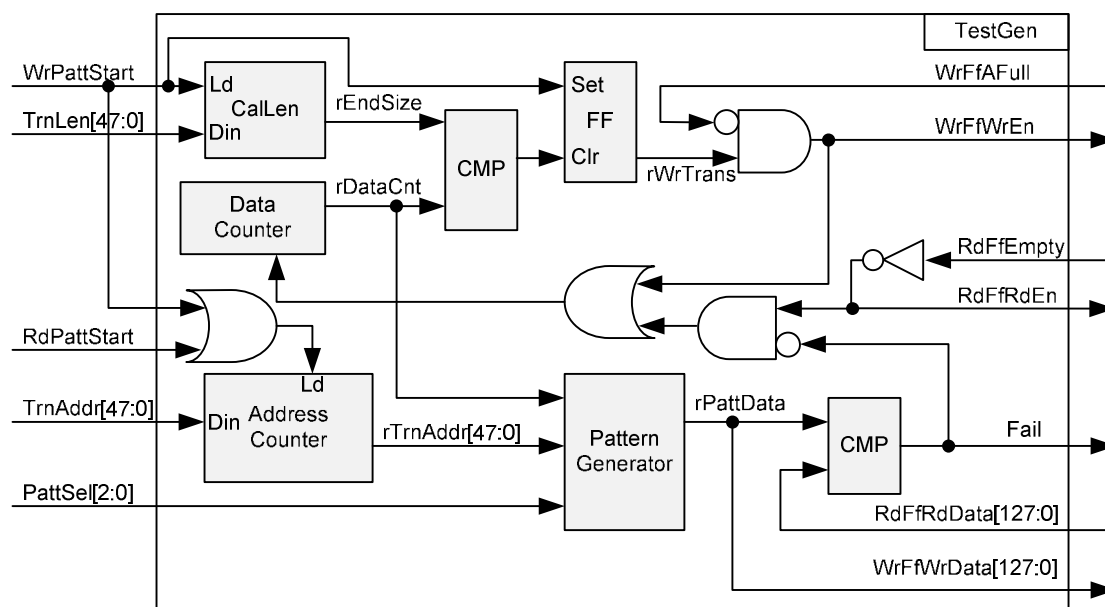 TestGen
WrPattStart
WrFfAFull
Ld
Set
CalLen
rEndSize
FF
TrnLen[47:0]
Din
WrFfWrEn
CMP
Clr
rWrTrans
rDataCnt
Data
Counter
RdFfEmpty
RdFfRdEn
RdPattStart
Ld
TrnAddr[47:0]
Din
Address
Counter
rTrnAddr[47:0]
Pattern
Generator
rPattData
CMP
Fail
PattSel[2:0]
RdFfRdData[127:0]
WrFfWrData[127:0]